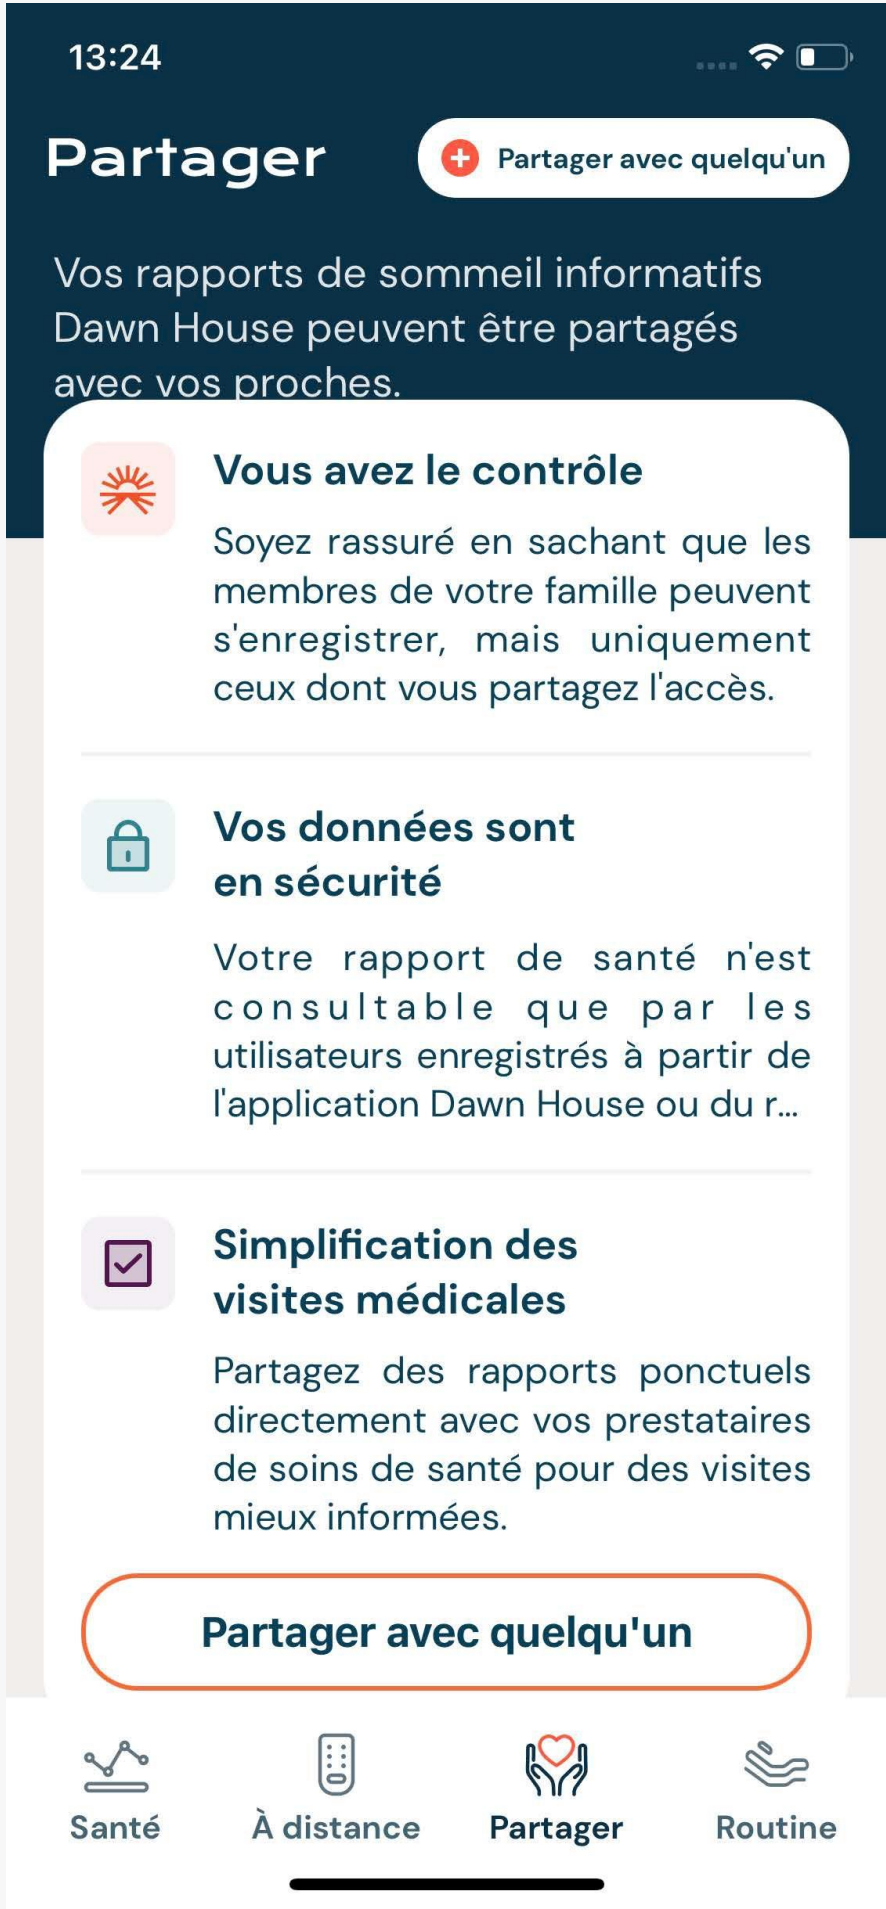 13:24
Partager
Partager avec quelqu'un
Vos rapports de sommeil informatifs
Dawn House peuvent être partagés
avec vos proches.
Vous avez le contrôle
Soyez rassuré en sachant que les
membres de votre famille peuvent
s'enregistrer, mais uniquement
ceux dont vous partagez l'accès.
Vos données sont
en sécurité
Votre rapport de santé n'est
consultable que par les
utilisateurs enregistrés à partir de
l'application Dawn House ou du r...
Simplification des
visites médicales
Partagez des rapports ponctuels
directement avec vos prestataires
de soins de santé pour des visites
mieux informées.
Partager avec quelqu'un
Santé
À distance
Partager
Routine